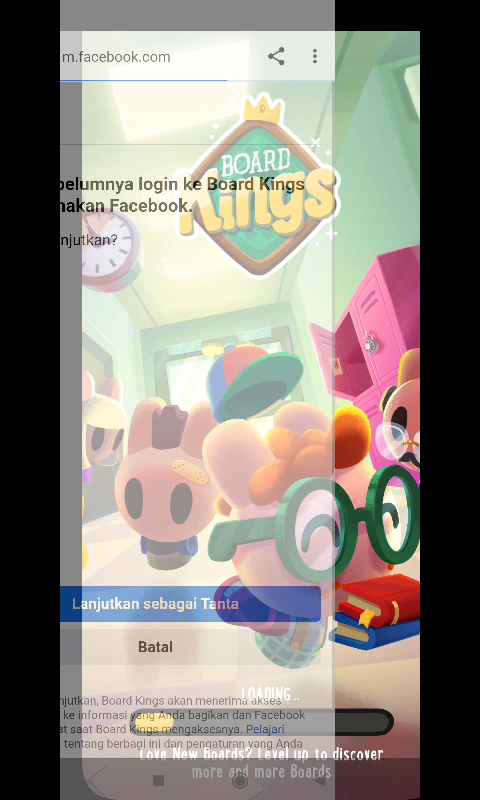 m.facebook.com
BOARD
Kings
belumnya login ke Board Kings
nakan Facebook.
njutkan?
Lanjutkan sebagai Tanta
Batal
LOADING..
njutkan, Board Kings akan menerima akses
ke informasi yang Anda bagikan dan Facebook
at saat Board Kings mengaksesnya. Pelajari
tentang berbagi ini dan pengaturan yang Anda
Love New Boards? Level up to discover
more and more Boards